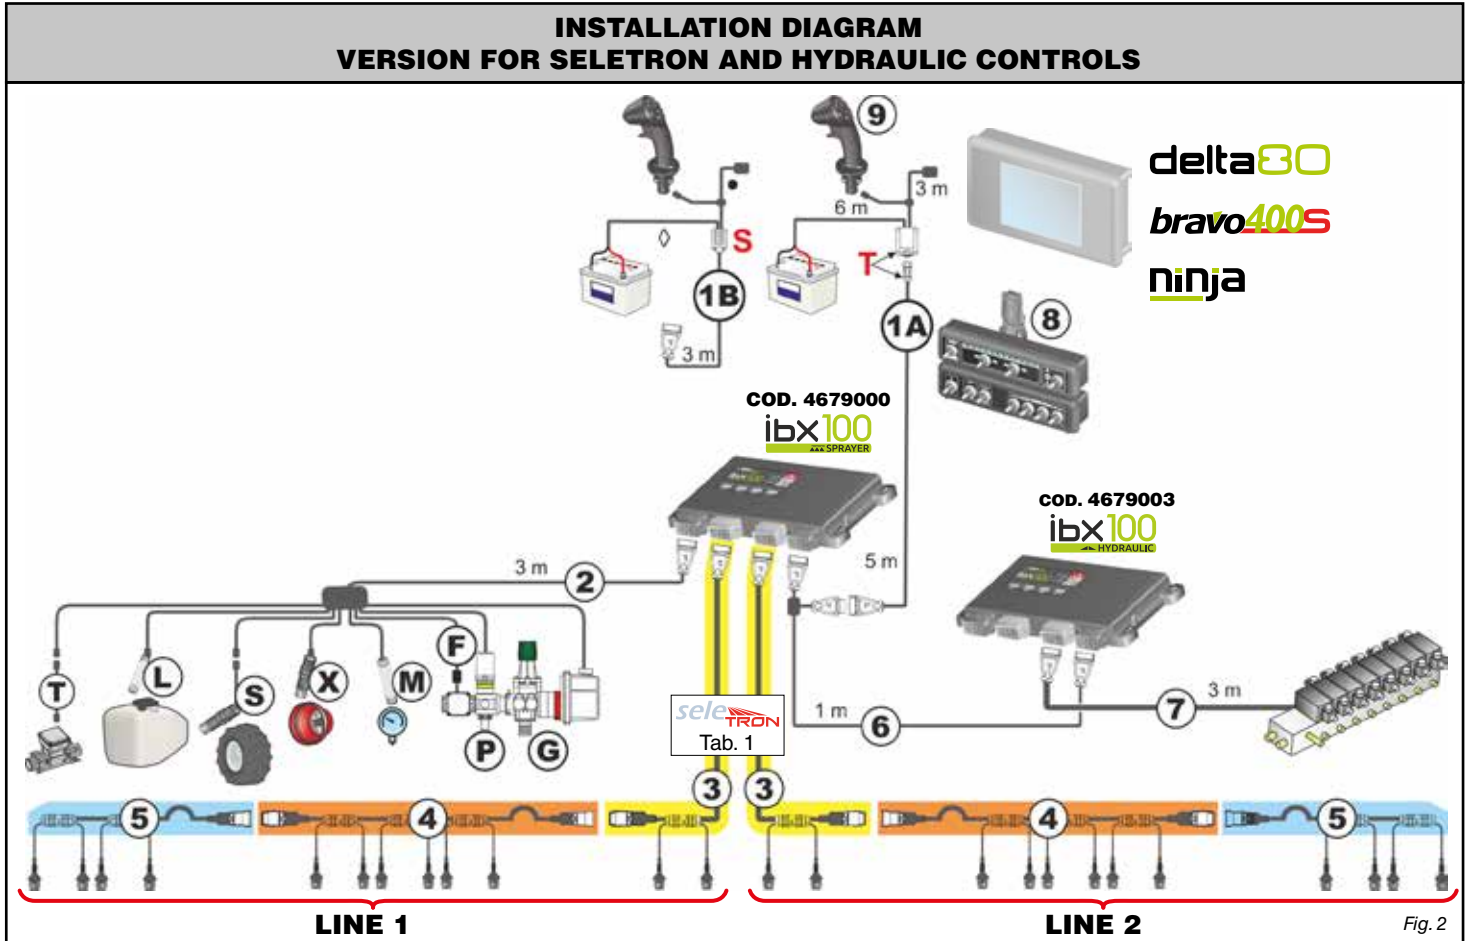 INSTALLATION DIAGRAM
VERSION FOR SELETRON AND HYDRAULIC CONTROLS
9
delta80
bravo400S
ninja
3 m
6 m
S
T
1B
1A
8
3 m
COD. 4679000
ibx100
SPRAYER
COD. 4679003
ibx100
HYDRAULIC
5 m
3 m
2
T
L
S
X
M
F
P
G
seleTRON
Tab. 1
1 m
6
7
3 m
3
3
5
4
4
5
LINE 1
LINE 2
Fig. 2